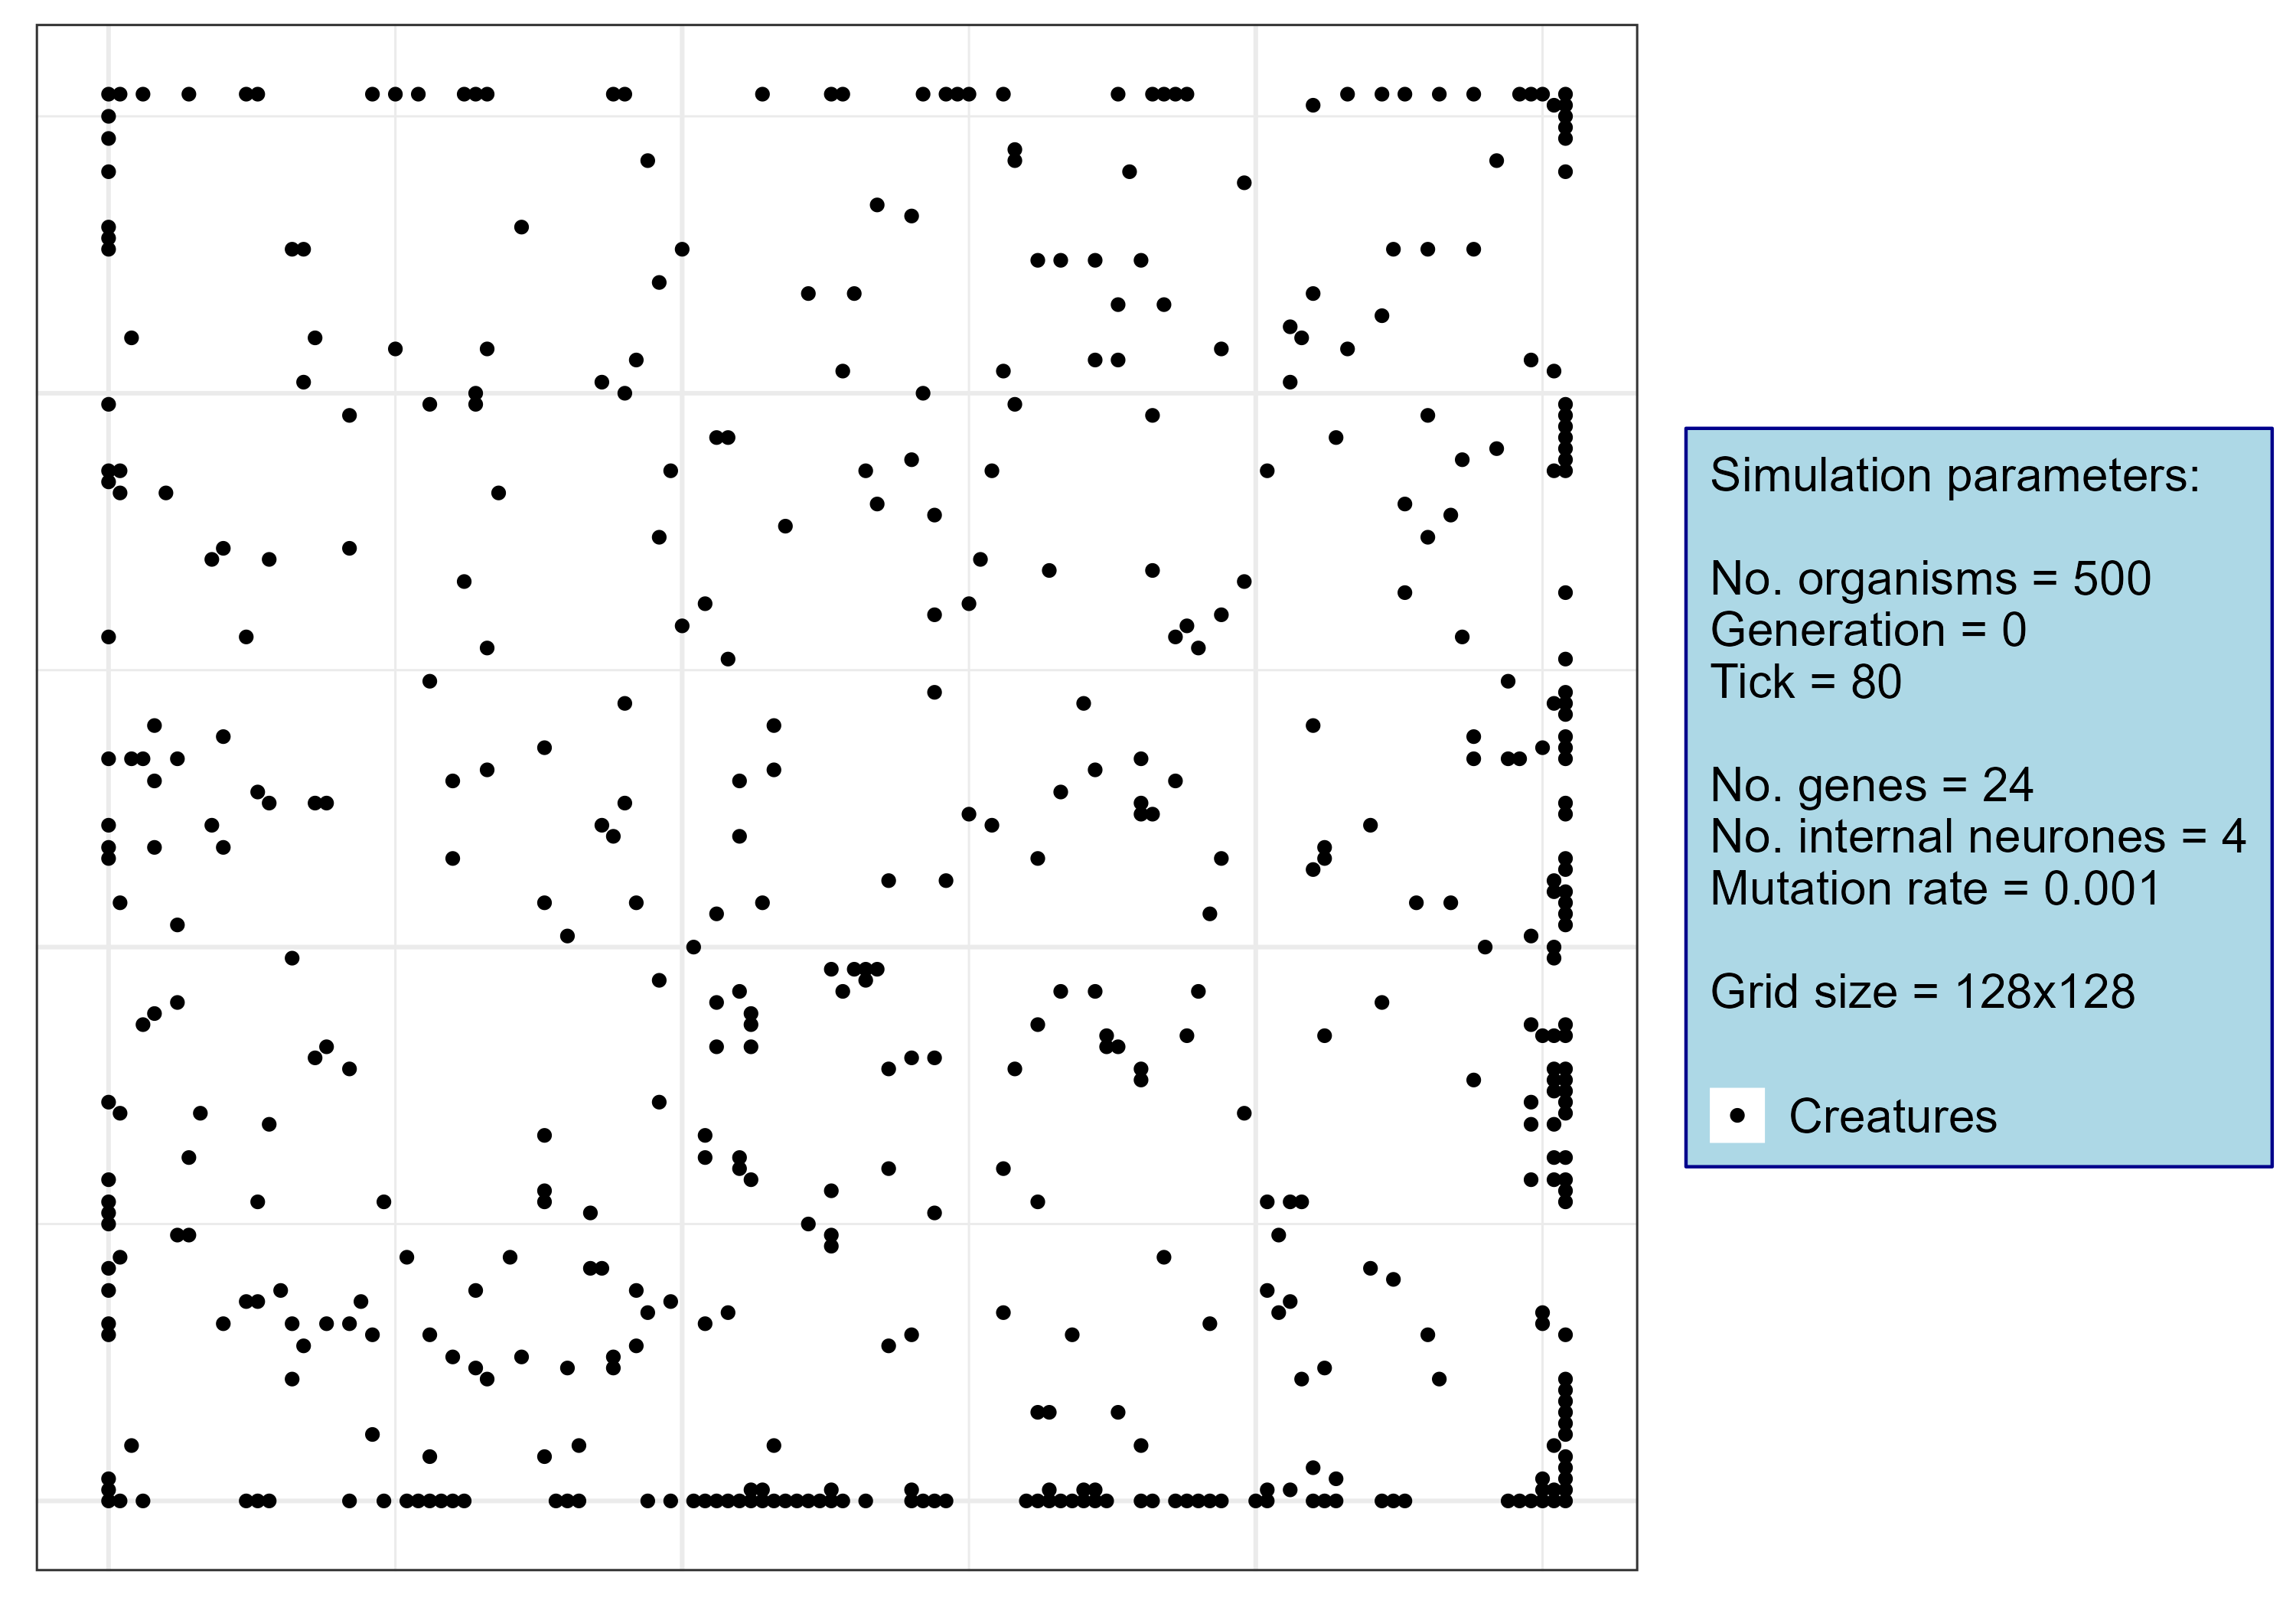 Simulation parameters:
No. organisms = 500
Generation = 0
Tick = 80
No. genes = 24
No. internal neurones = 4
Mutation rate = 0.001
Grid size = 128x128
Creatures